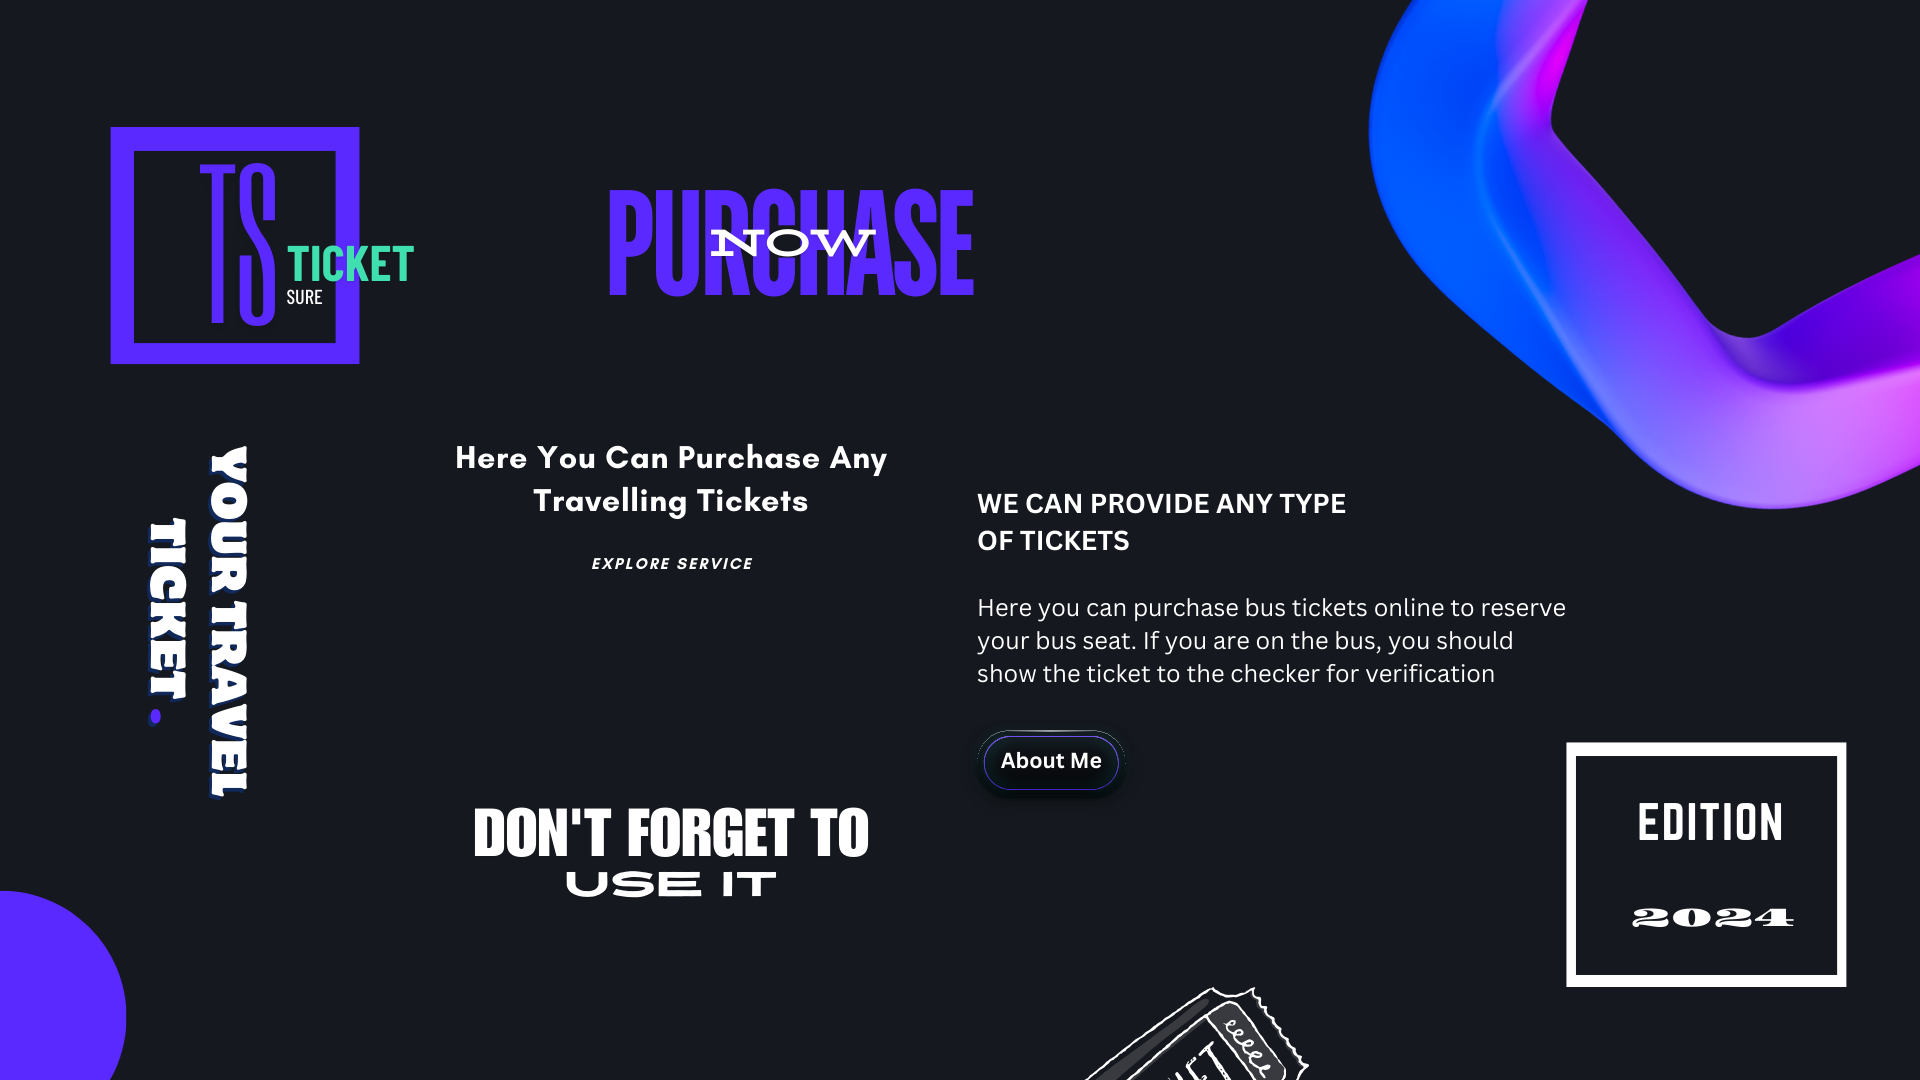 TS
TICKET
SURE
PURCHASE
NOW
YOUR TRAVEL
TICKET .
Here You Can Purchase Any
Travelling Tickets
EXPLORE SERVICE
WE CAN PROVIDE ANY TYPE
OF TICKETS
Here you can purchase bus tickets online to reserve
your bus seat. If you are on the bus, you should
show the ticket to the checker for verification
About Me
DON'T FORGET TO
USE IT
EDITION
2024